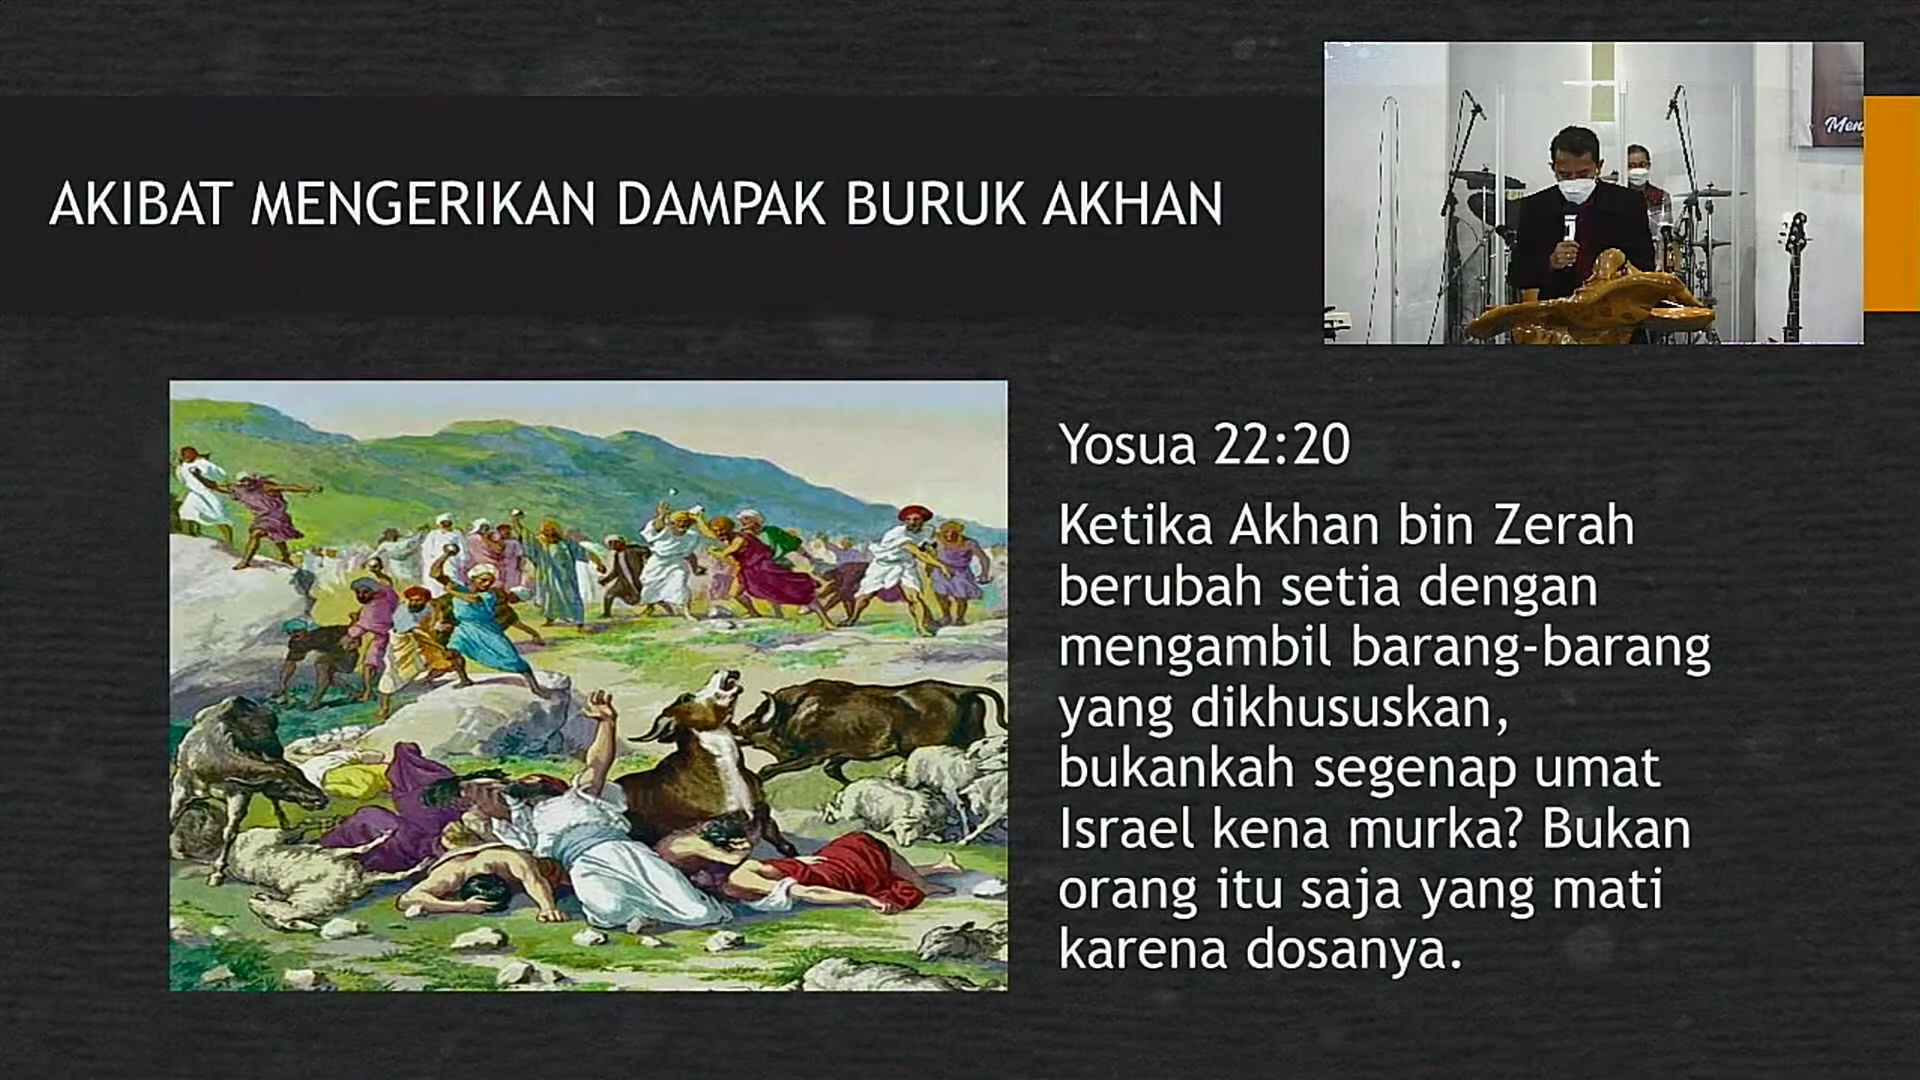 AKIBAT MENGERIKAN DAMPAK BURUK AKHAN
Men
Yosua 22:20
Ketika Akhan bin Zerah
berubah setia dengan
mengambil barang-barang
yang dikhususkan,
bukankah segenap umat
Israel kena murka? Bukan
orang itu saja yang mati
karena dosanya.